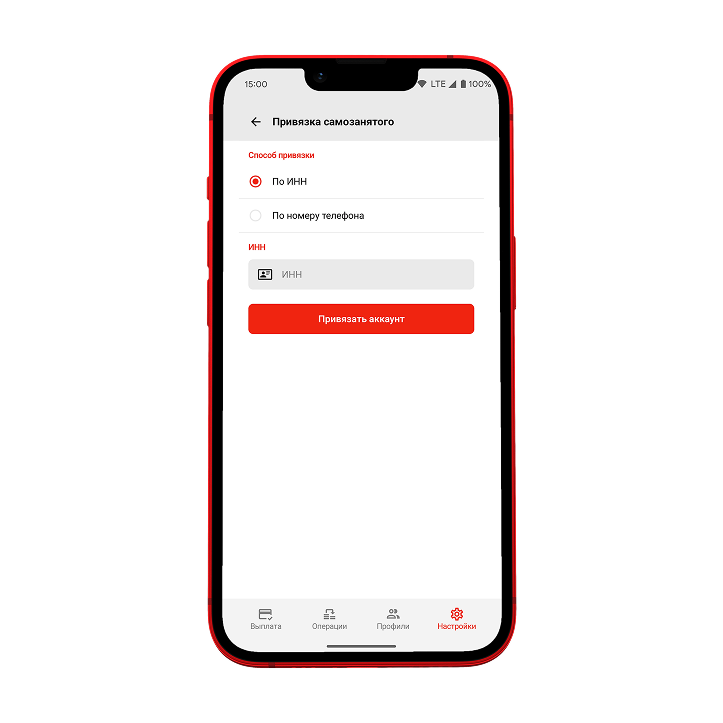 15:00
LTE
100%
Привязка самозанятого
Способ привязки
По ИНН
По номеру телефона
ИНН
ИНН
Привязать аккаунт
Выплата
Операции
Профили
Настройки